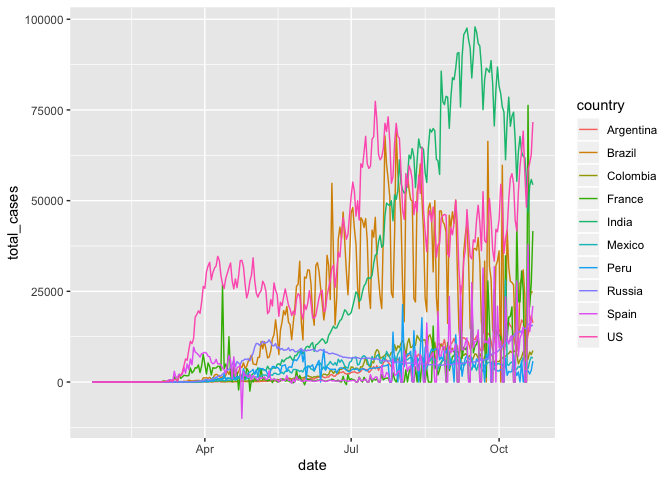 100000
75000
50000
25000
0
total_cases
Apr
Jul
Oct
date
country
Argentina
Brazil
Colombia
France
India
Mexico
Peru
Russia
Spain
US